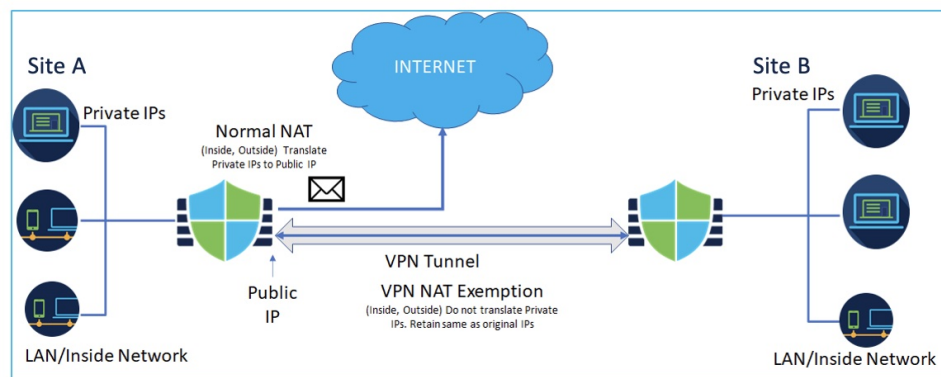 INTERNET
Site A
Private IPs
Normal NAT
(Inside, Outside) Translate
Private IPs to Public IP
Site B
Private IPs
VPN Tunnel
Public
IP
VPN NAT Exemption
(Inside, Outside) Do not translate Private
IPs. Retain same as original IPs
LAN/Inside Network
LAN/Inside Network